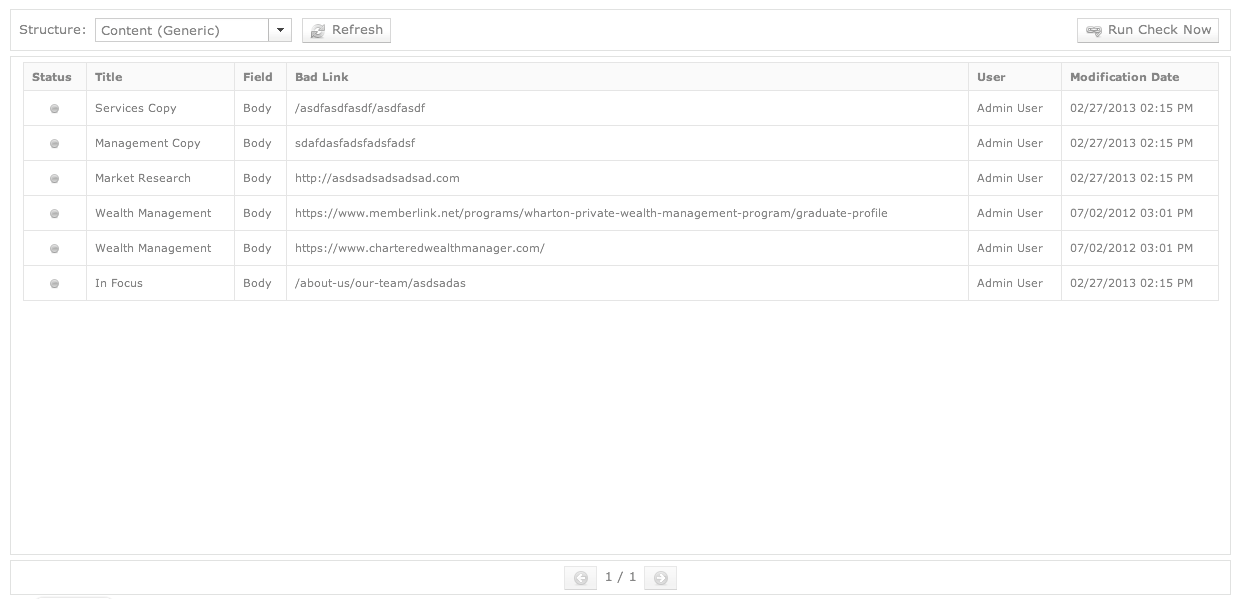 Structure: Content (Generic) Refresh Run Check Now
Status Title Field Bad Link User Modification Date
Services Copy Body /asdfasdfasdf/asdfasdf Admin User 02/27/2013 02:15 PM
Management Copy Body sdafdasfadsfadsfadsf Admin User 02/27/2013 02:15 PM
Market Research Body http://asdsadsadsadsad.com Admin User 02/27/2013 02:15 PM
Wealth Management Body https://www.memberlink.net/programs/wharton-private-wealth-management-program/graduate-profile Admin User 07/02/2012 03:01 PM
Wealth Management Body https://www.charteredwealthmanager.com/ Admin User 07/02/2012 03:01 PM
In Focus Body /about-us/our-team/asdsadas Admin User 02/27/2013 02:15 PM
1 / 1